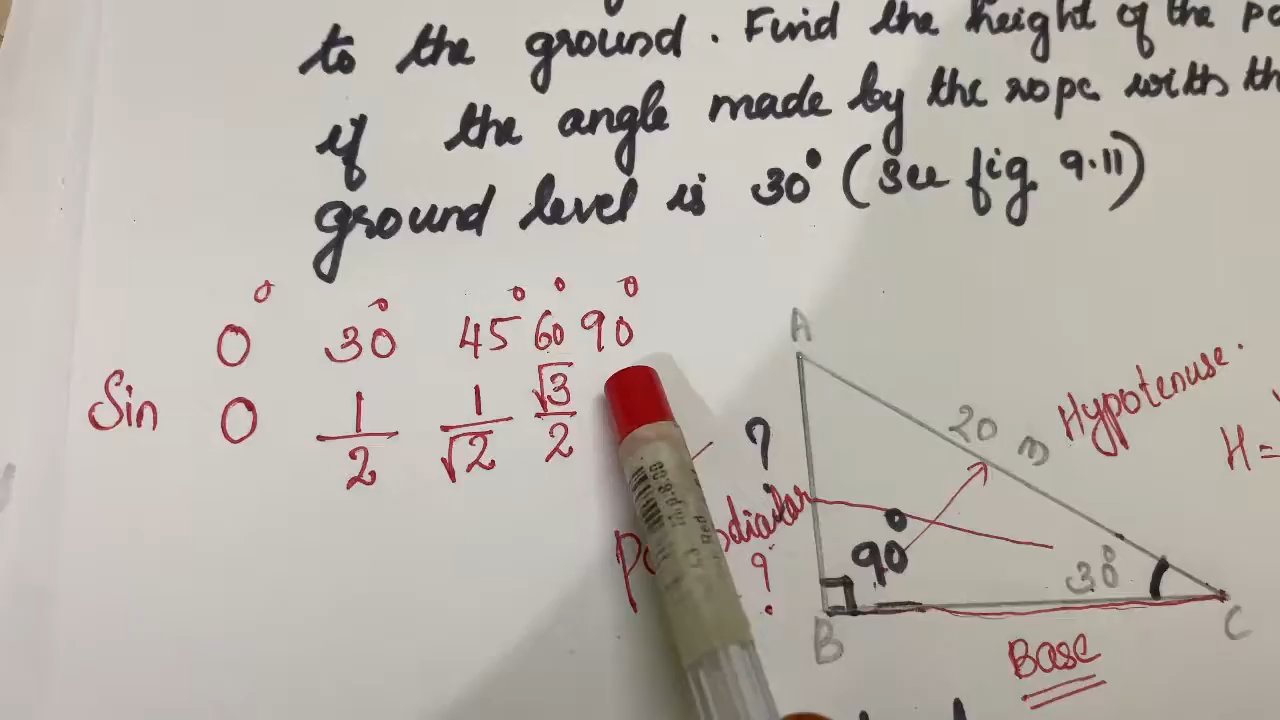 to the ground. Find the height of the
if the angle made by the rope with
ground level is 30° (see fig. 9.11)
0° 30° 45° 60° 90°
Sin 0 1/2 1/√2 √3/2
A
?
20 m
Hypotenuse.
H=
?
90°
30°
B
C
Base